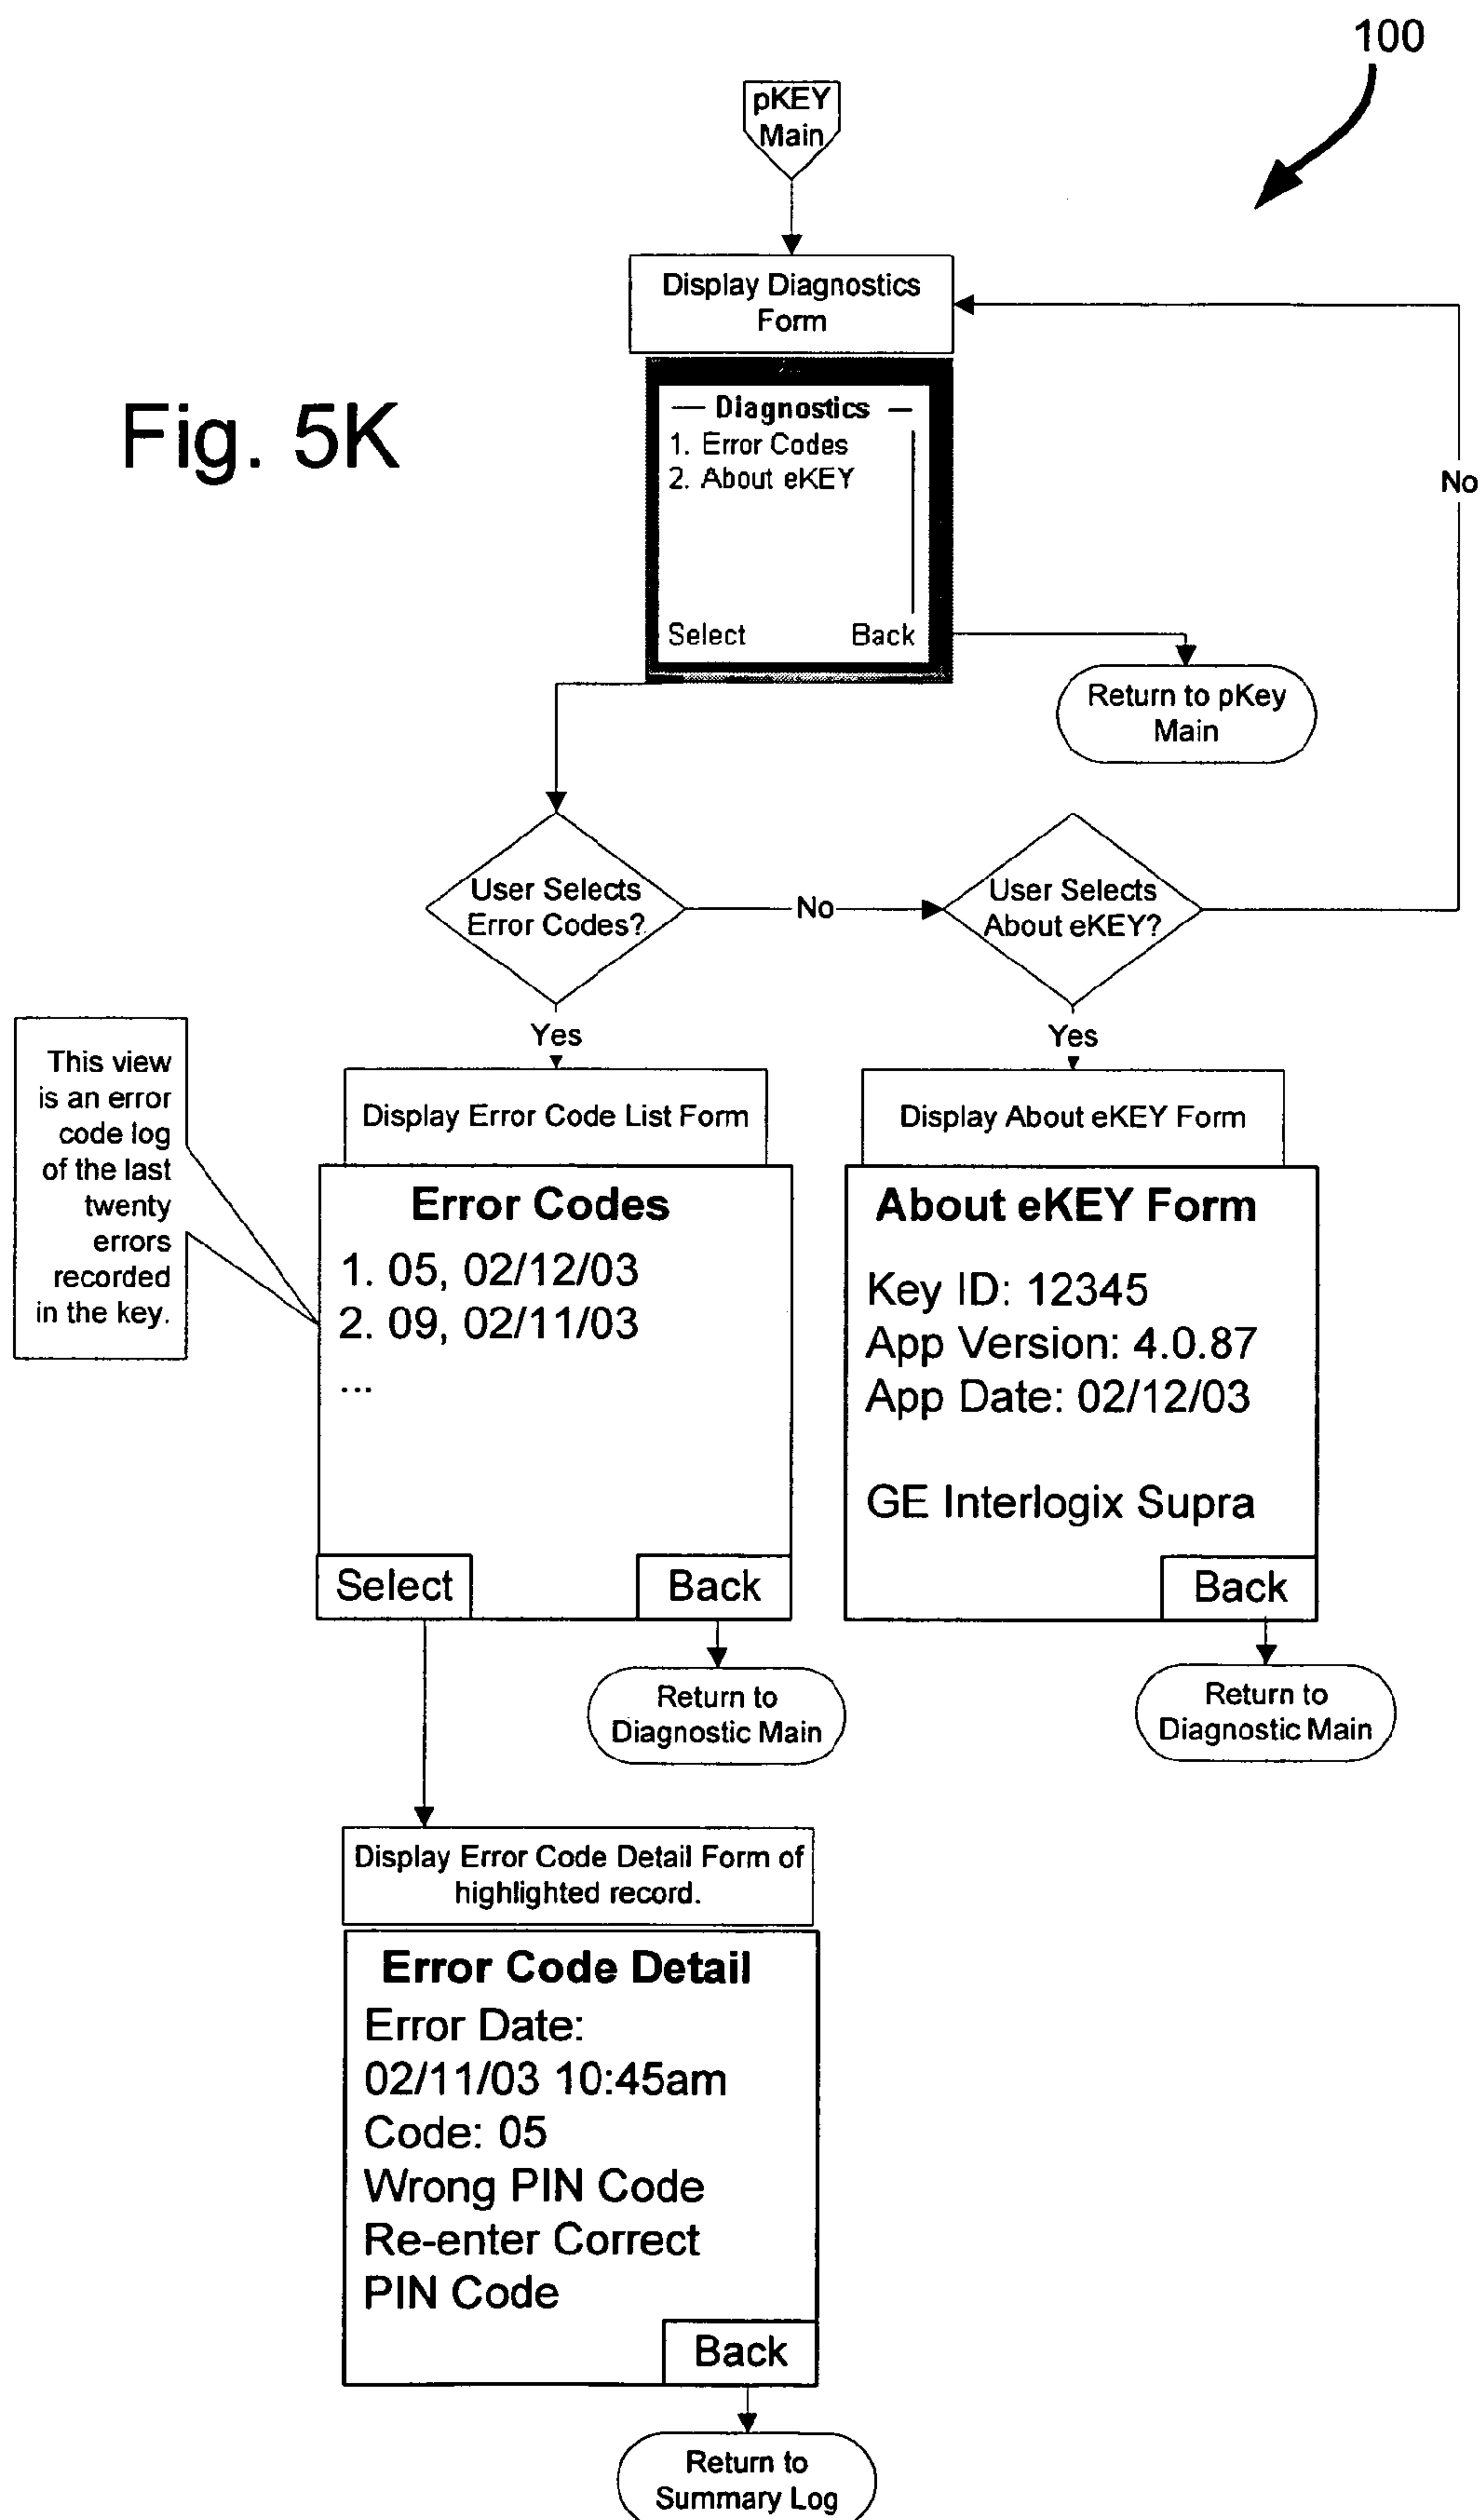 100
pKEY
Main
Display Diagnostics
Form
Fig. 5K
— Diagnostics —
1. Error Codes
2. About eKEY
Select Back
No
Return to pKey
Main
User Selects
Error Codes?
No
User Selects
About eKEY?
Yes
Yes
This view
is an error
code log
of the last
twenty
errors
recorded
in the key.
Display Error Code List Form
Error Codes
1. 05, 02/12/03
2. 09, 02/11/03
...
Select Back
Return to
Diagnostic Main
Display About eKEY Form
About eKEY Form
Key ID: 12345
App Version: 4.0.87
App Date: 02/12/03
GE Interlogix Supra
Back
Return to
Diagnostic Main
Display Error Code Detail Form of
highlighted record.
Error Code Detail
Error Date:
02/11/03 10:45am
Code: 05
Wrong PIN Code
Re-enter Correct
PIN Code
Back
Return to
Summary Log